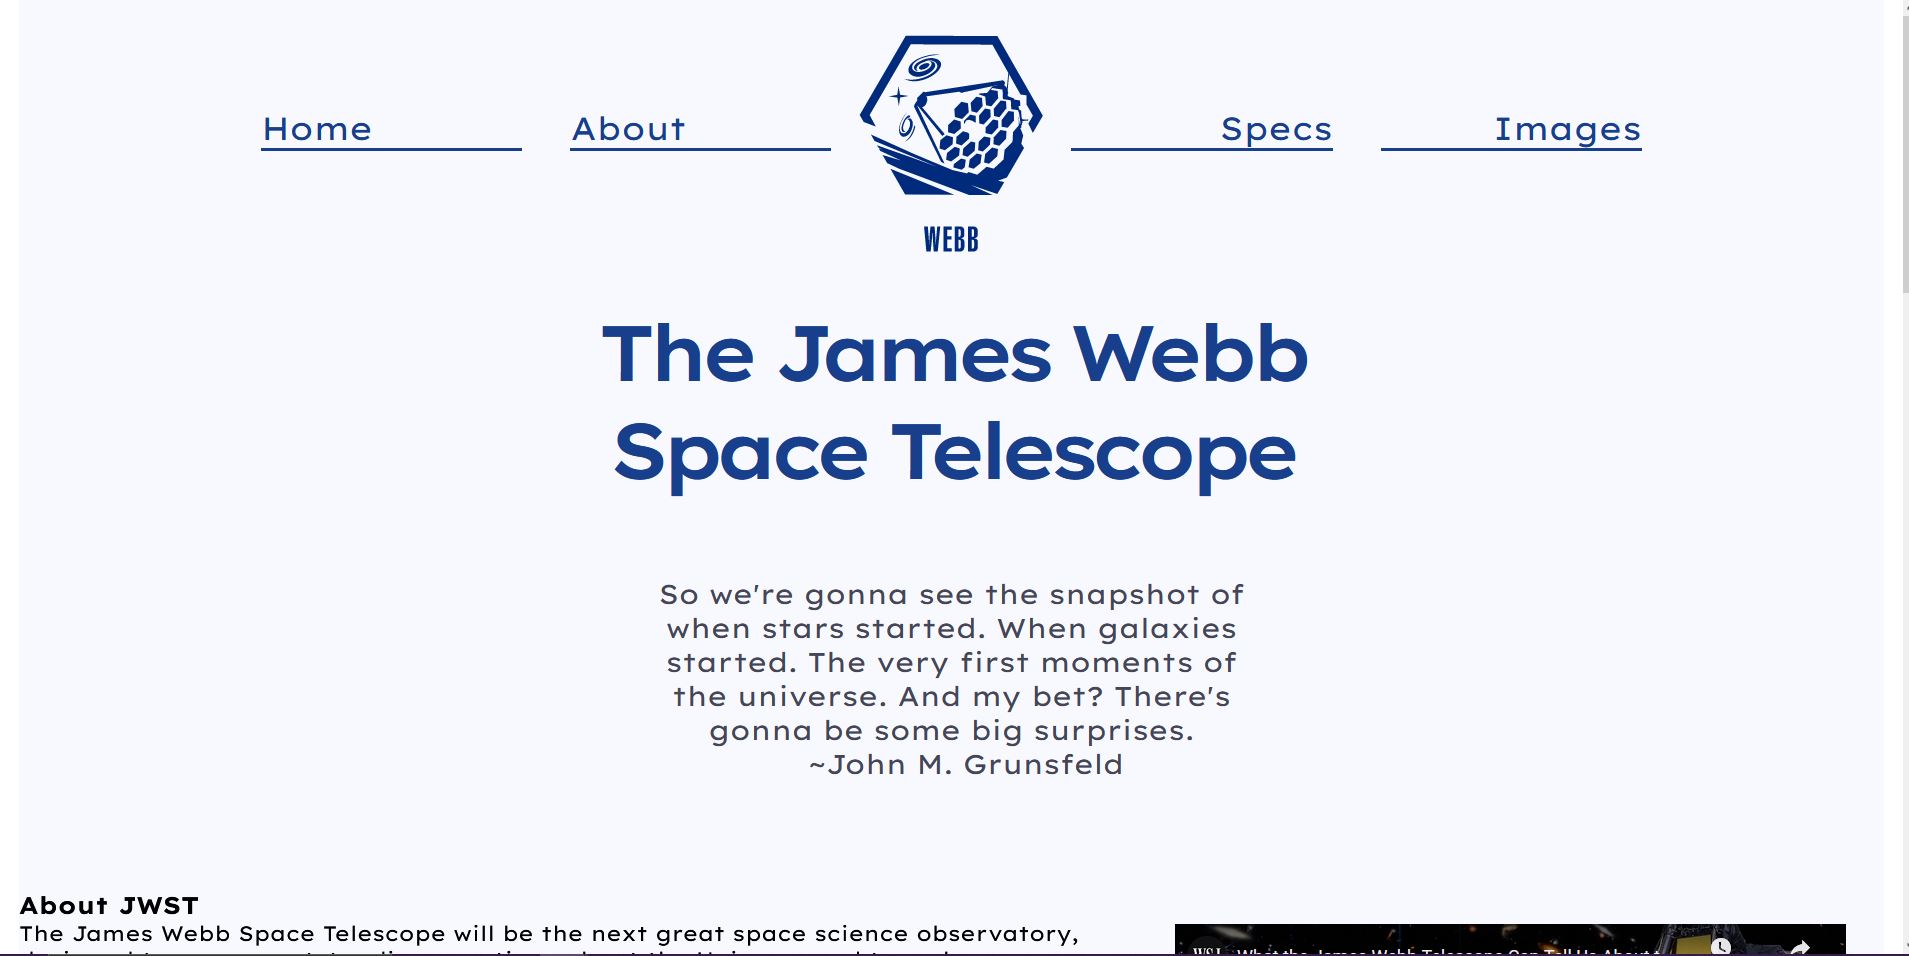 Home
About
Specs
Images
WEBB
The James Webb
Space Telescope
So we're gonna see the snapshot of
when stars started. When galaxies
started. The very first moments of
the universe. And my bet? There's
gonna be some big surprises.
~John M. Grunsfeld
About JWST
The James Webb Space Telescope will be the next great space science observatory,
WSJ What the James Webb Telescope Can Tell Us About t